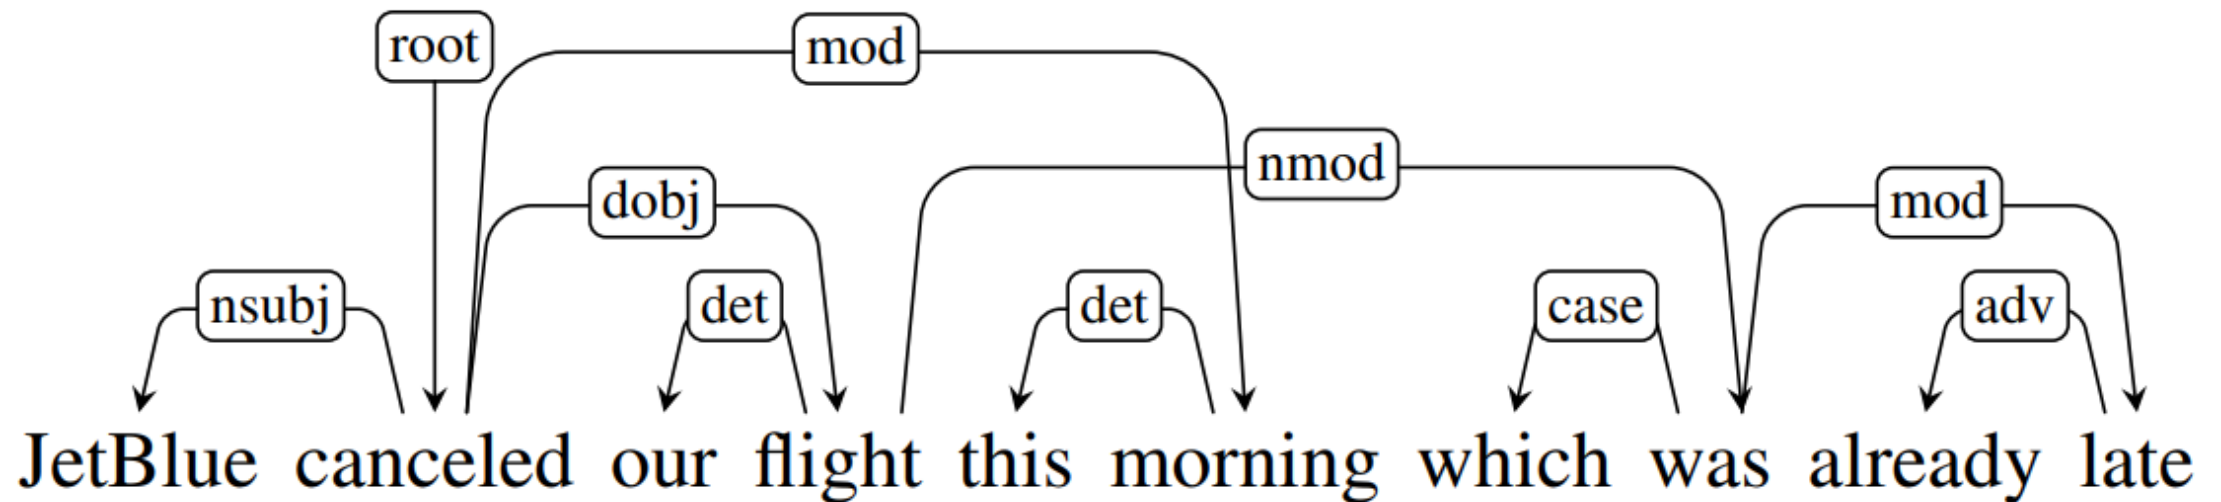 root mod
nmod
dobj mod
nsubj det det case adv
JetBlue canceled our flight this morning which was already late